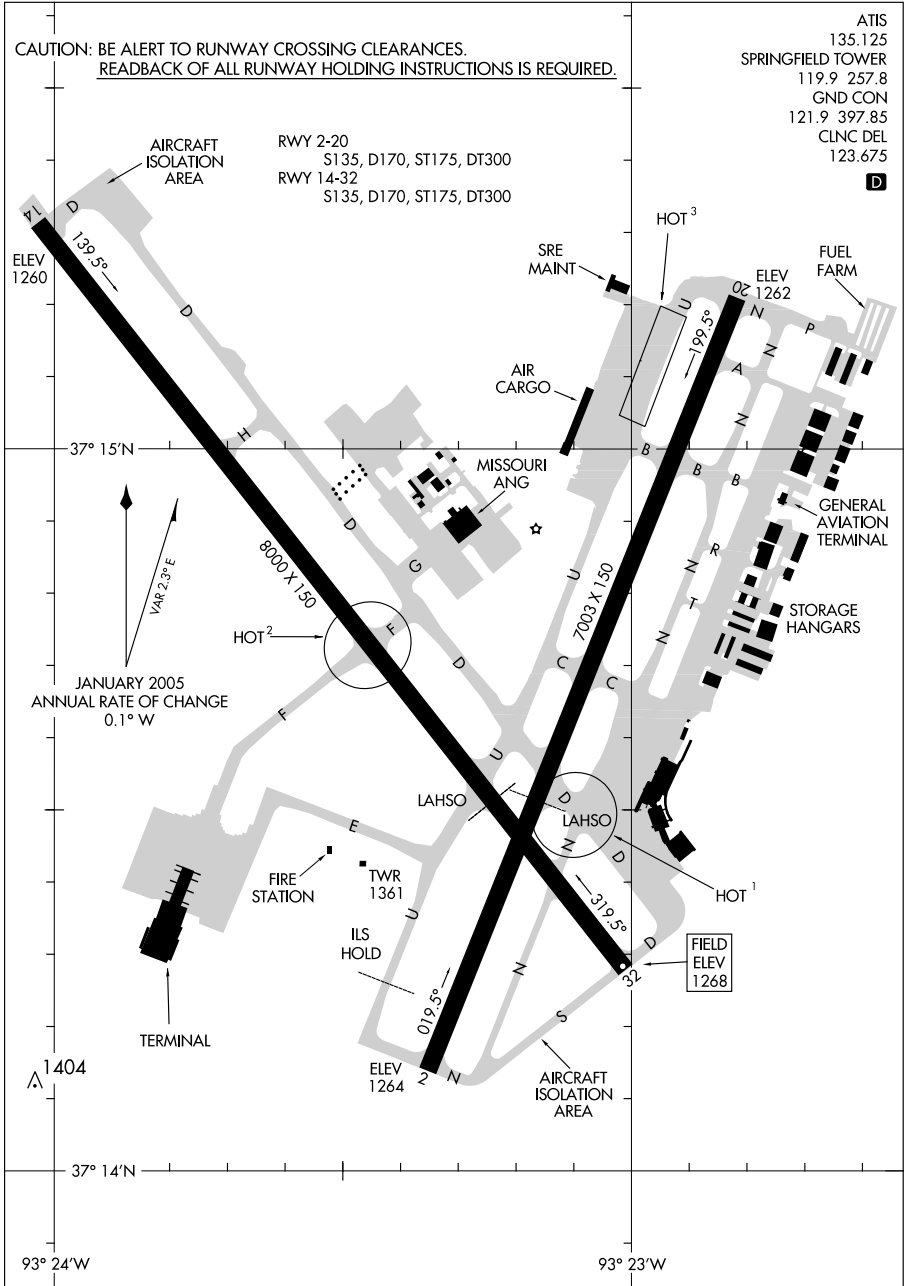 CAUTION: BE ALERT TO RUNWAY CROSSING CLEARANCES.
READBACK OF ALL RUNWAY HOLDING INSTRUCTIONS IS REQUIRED.
ATIS
135.125
SPRINGFIELD TOWER
119.9 257.8
GND CON
121.9 397.85
CLNC DEL
123.675
D
RWY 2-20
S135, D170, ST175, DT300
RWY 14-32
S135, D170, ST175, DT300
AIRCRAFT
ISOLATION
AREA
14
D
139.5°
ELEV
1260
D
HOT 3
SRE
MAINT
U
20
ELEV
1262
FUEL
FARM
199.5°
N
P
N
A
Z
N
AIR
CARGO
H
37° 15'N
B
B
B
B
MISSOURI
ANG
GENERAL
AVIATION
TERMINAL
D
G
8000 X 150
VAR 2.3° E
7003 X 150
U
R
N
T
N
STORAGE
HANGARS
HOT 2
F
D
C
C
F
JANUARY 2005
ANNUAL RATE OF CHANGE
0.1° W
U
U
D
LAHSO
LAHSO
E
N
D
FIRE
STATION
TWR
1361
HOT 1
U
319.5°
ILS
HOLD
N
D
FIELD
ELEV
1268
32
019.5°
S
TERMINAL
ELEV
1264
2
N
AIRCRAFT
ISOLATION
AREA
1404
37° 14'N
93° 24'W
93° 23'W